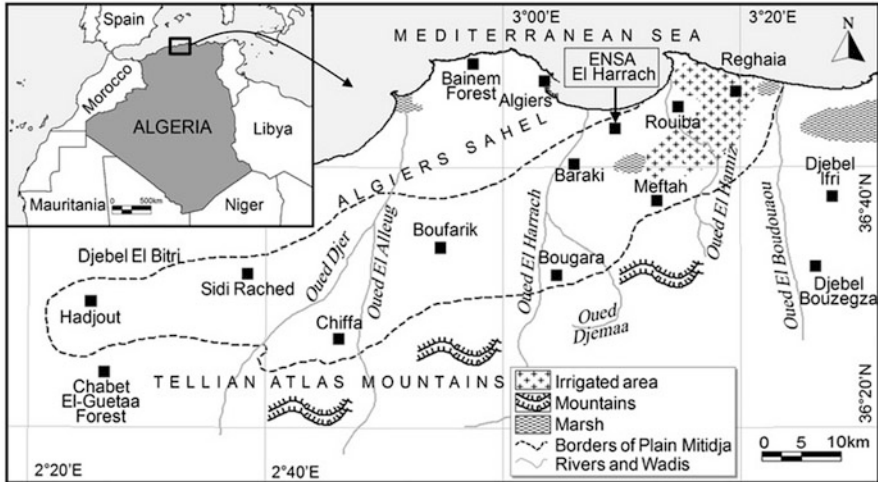 Spain
Morocco
ALGERIA
Libya
Mauritania
Niger
0 500km
3°00'E
3°20'E
N
MEDITERRANEAN SEA
Bainem
Forest
Algiers
ENSA
El Harrach
Reghaia
Rouiba
ALGIERS SAHEL
Baraki
Meftah
Oued El Hamiz
Djebel
Ifri
36°40'N
Djebel El Bitri
Sidi Rached
Oued Djer
Oued El Alleug
Boufarik
Oued El Harrach
Bougara
Oued
Djemaa
Oued El Boudouaou
Djebel
Bouzegza
Hadjout
Chiffa
Chabet
El-Guetaa
Forest
TELLIAN ATLAS MOUNTAINS
36°20'N
Irrigated area
Mountains
Marsh
Borders of Plain Mitidja
Rivers and Wadis
0 5 10km
2°20'E
2°40'E